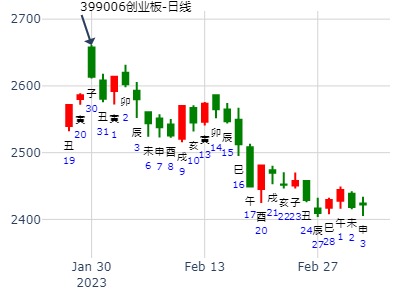 399006创业板-日线
2700
2600
2500
2400
丑
19
寅
20
子
30
丑
31
寅
1
卯
2
辰
3
未
6
申
7
酉
8
戌
9
亥
10
寅
13
卯
14
辰
15
巳
16
午
17
酉
20
戌
21
亥
22
子
23
丑
24
辰
27
巳
28
午
1
未
2
申
3
Jan 30
2023
Feb 13
Feb 27